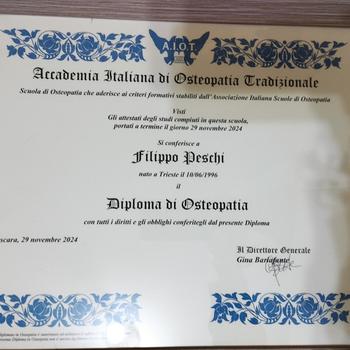 A.I.O.T.
Accademia Italiana di Osteopatia Tradizionale
Scuola di Osteopatia che aderisce ai criteri formativi stabiliti dall'Associazione Italiana Scuole di Osteopatia
Visti
Gli attestati degli studi compiuti in questa scuola,
portati a termine il giorno 29 novembre 2024
Si conferisce a
Filippo Peschi
nato a Trieste il 10/06/1996
il
Diploma di Osteopatia
con tutti i diritti e gli obblighi conferitegli dal presente Diploma
scara, 29 novembre 2024
Il Direttore Generale
Gina Barlafante